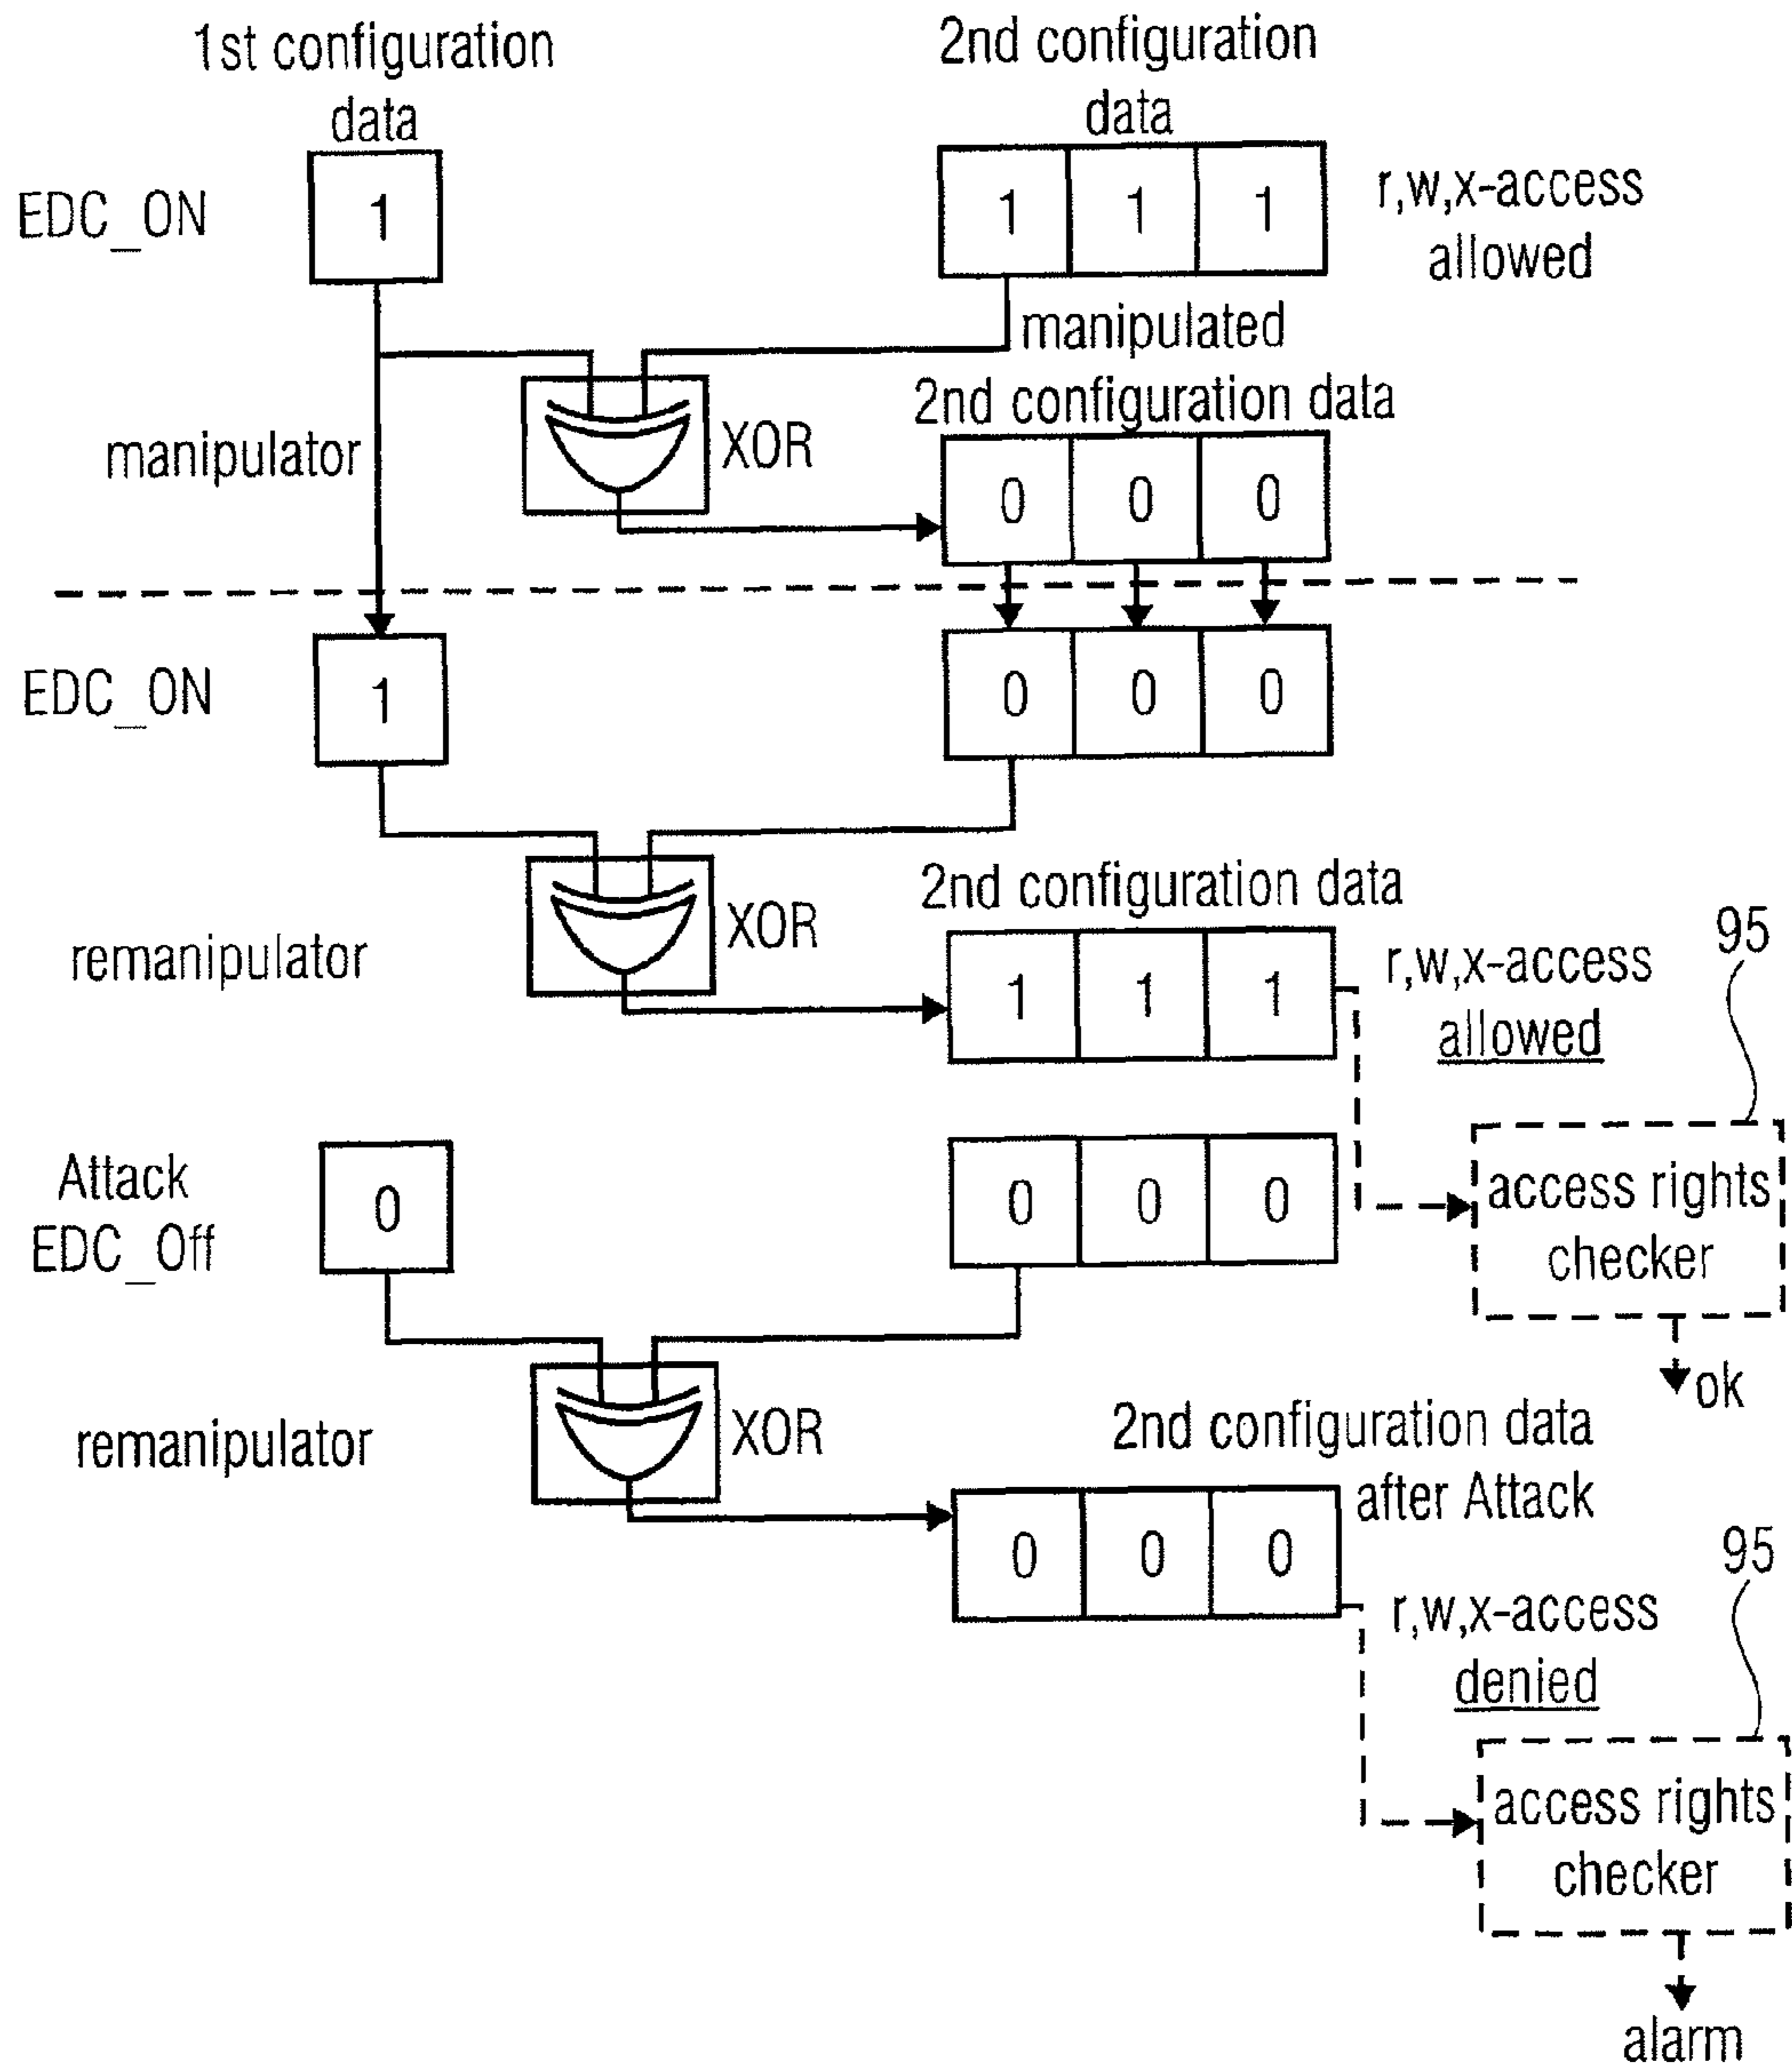 1st configuration
data
2nd configuration
data
EDC_ON
1
1 1 1
r,w,x-access
allowed
manipulated
2nd configuration data
manipulator
XOR
0 0 0
EDC_ON
1
0 0 0
2nd configuration data
remanipulator
XOR
1 1 1
r,w,x-access
allowed
95
Attack
EDC_Off
0
0 0 0
access rights
checker
ok
remanipulator
XOR
2nd configuration data
after Attack
0 0 0
r,w,x-access
denied
95
access rights
checker
alarm